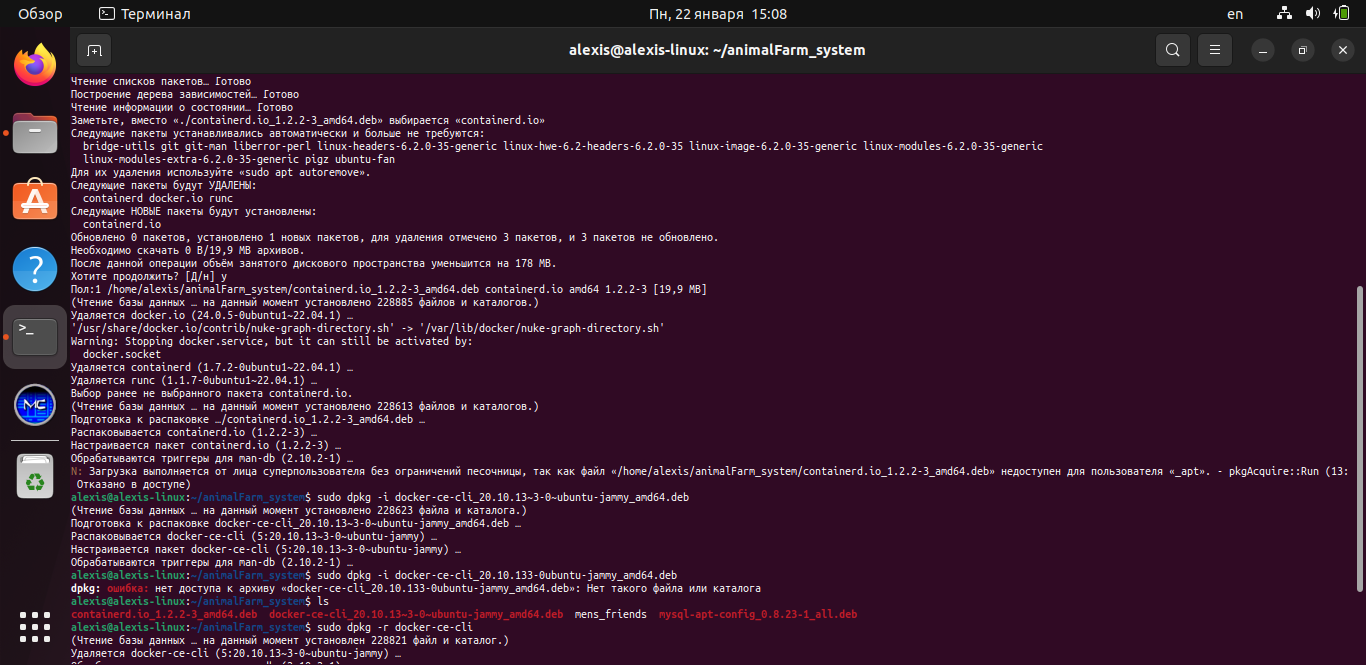 Обзор
Терминал
Пн, 22 января 15:08
en
alexis@alexis-linux: ~/animalFarm_system
Чтение списков пакетов… Готово
Построение дерева зависимостей… Готово
Чтение информации о состоянии… Готово
Заметьте, вместо «./containerd.io_1.2.2-3_amd64.deb» выбирается «containerd.io»
Следующие пакеты устанавливались автоматически и больше не требуются:
bridge-utils git git-man liberror-perl linux-headers-6.2.0-35-generic linux-hwe-6.2-headers-6.2.0-35 linux-image-6.2.0-35-generic linux-modules-6.2.0-35-generic
linux-modules-extra-6.2.0-35-generic pigz ubuntu-fan
Для их удаления используйте «sudo apt autoremove».
Следующие пакеты будут УДАЛЕНЫ:
containerd docker.io runc
Следующие НОВЫЕ пакеты будут установлены:
containerd.io
Обновлено 0 пакетов, установлено 1 новых пакетов, для удаления отмечено 3 пакетов, и 3 пакетов не обновлено.
Необходимо скачать 0 B/19,9 MB архивов.
После данной операции объём занятого дискового пространства уменьшится на 178 MB.
Хотите продолжить? [Д/н] y
Пол:1 /home/alexis/animalFarm_system/containerd.io_1.2.2-3_amd64.deb containerd.io amd64 1.2.2-3 [19,9 MB]
(Чтение базы данных … на данный момент установлено 228885 файлов и каталогов.)
Удаляется docker.io (24.0.5-0ubuntu1~22.04.1) …
'/usr/share/docker.io/contrib/nuke-graph-directory.sh' -> '/var/lib/docker/nuke-graph-directory.sh'
Warning: Stopping docker.service, but it can still be activated by:
docker.socket
Удаляется containerd (1.7.2-0ubuntu1~22.04.1) …
Удаляется runc (1.1.7-0ubuntu1~22.04.1) …
Выбор ранее не выбранного пакета containerd.io.
(Чтение базы данных … на данный момент установлено 228613 файлов и каталогов.)
Подготовка к распаковке …/containerd.io_1.2.2-3_amd64.deb …
Распаковывается containerd.io (1.2.2-3) …
Настраивается пакет containerd.io (1.2.2-3) …
Обрабатываются триггеры для man-db (2.10.2-1) …
N: Загрузка выполняется от лица суперпользователя без ограничений песочницы, так как файл «/home/alexis/animalFarm_system/containerd.io_1.2.2-3_amd64.deb» недоступен для пользователя «_apt». - pkgAcquire::Run (13:
Отказано в доступе)
alexis@alexis-linux:~/animalFarm_system$ sudo dpkg -i docker-ce-cli_20.10.13~3-0~ubuntu-jammy_amd64.deb
(Чтение базы данных … на данный момент установлено 228623 файла и каталога.)
Подготовка к распаковке docker-ce-cli_20.10.13~3-0~ubuntu-jammy_amd64.deb …
Распаковывается docker-ce-cli (5:20.10.13~3-0~ubuntu-jammy) …
Настраивается пакет docker-ce-cli (5:20.10.13~3-0~ubuntu-jammy) …
Обрабатываются триггеры для man-db (2.10.2-1) …
alexis@alexis-linux:~/animalFarm_system$ sudo dpkg -i docker-ce-cli_20.10.133-0ubuntu-jammy_amd64.deb
dpkg: ошибка: нет доступа к архиву «docker-ce-cli_20.10.133-0ubuntu-jammy_amd64.deb»: Нет такого файла или каталога
alexis@alexis-linux:~/animalFarm_system$ ls
containerd.io_1.2.2-3_amd64.deb docker-ce-cli_20.10.13~3-0~ubuntu-jammy_amd64.deb mens_friends mysql-apt-config_0.8.23-1_all.deb
alexis@alexis-linux:~/animalFarm_system$ sudo dpkg -r docker-ce-cli
(Чтение базы данных … на данный момент установлен 228821 файл и каталог.)
Удаляется docker-ce-cli (5:20.10.13~3-0~ubuntu-jammy) …